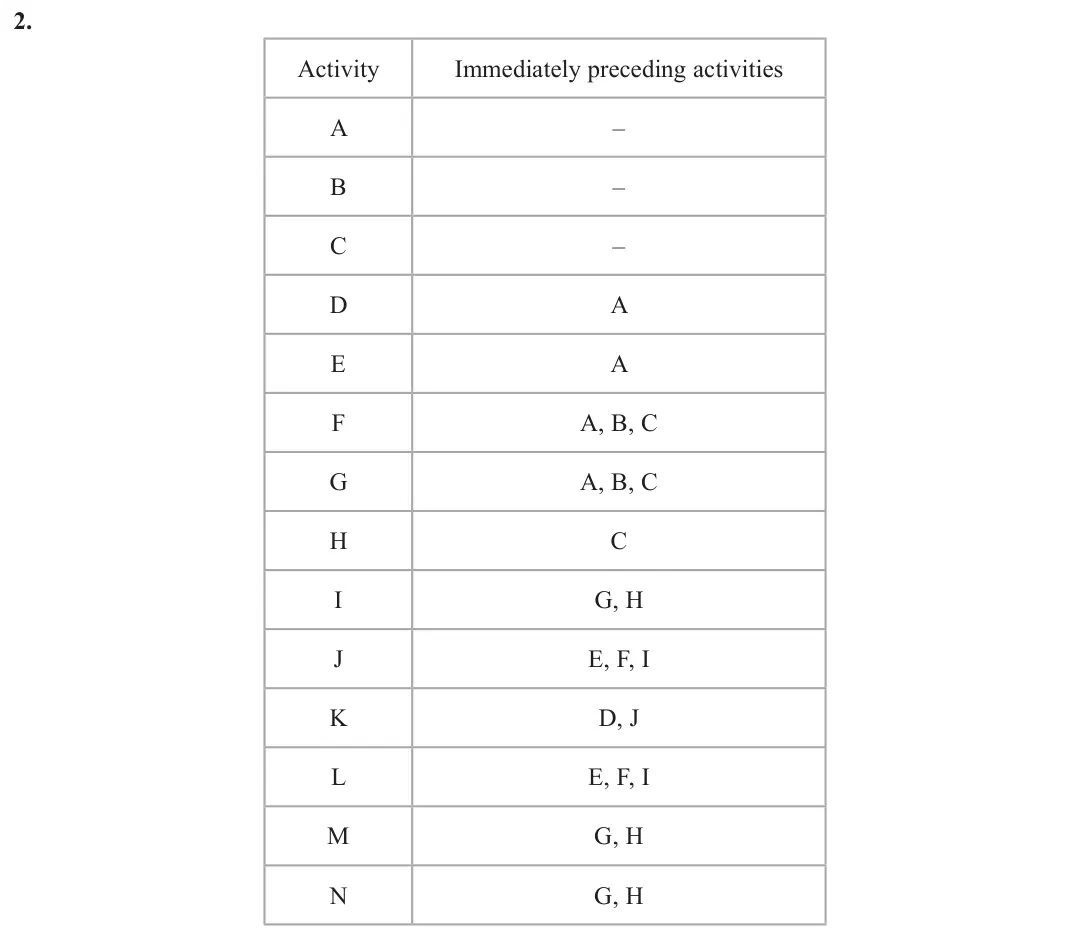 2.
Activity Immediately preceding activities
A –
B –
C –
D A
E A
F A, B, C
G A, B, C
H C
I G, H
J E, F, I
K D, J
L E, F, I
M G, H
N G, H